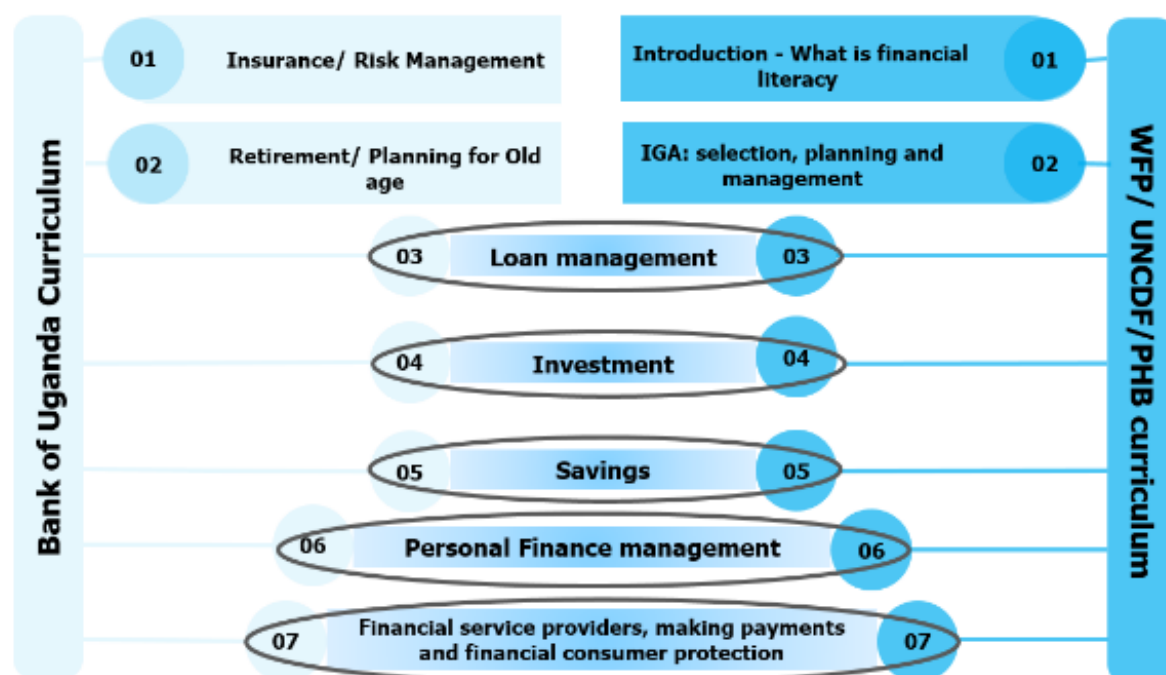 Bank of Uganda Curriculum
01
Insurance/ Risk Management
Introduction - What is financial
literacy
01
02
Retirement/ Planning for Old
age
IGA: selection, planning and
management
02
03
Loan management
03
04
Investment
04
05
Savings
05
06
Personal Finance management
06
07
Financial service providers, making payments
and financial consumer protection
07
WFP/ UNCDF/PHB curriculum